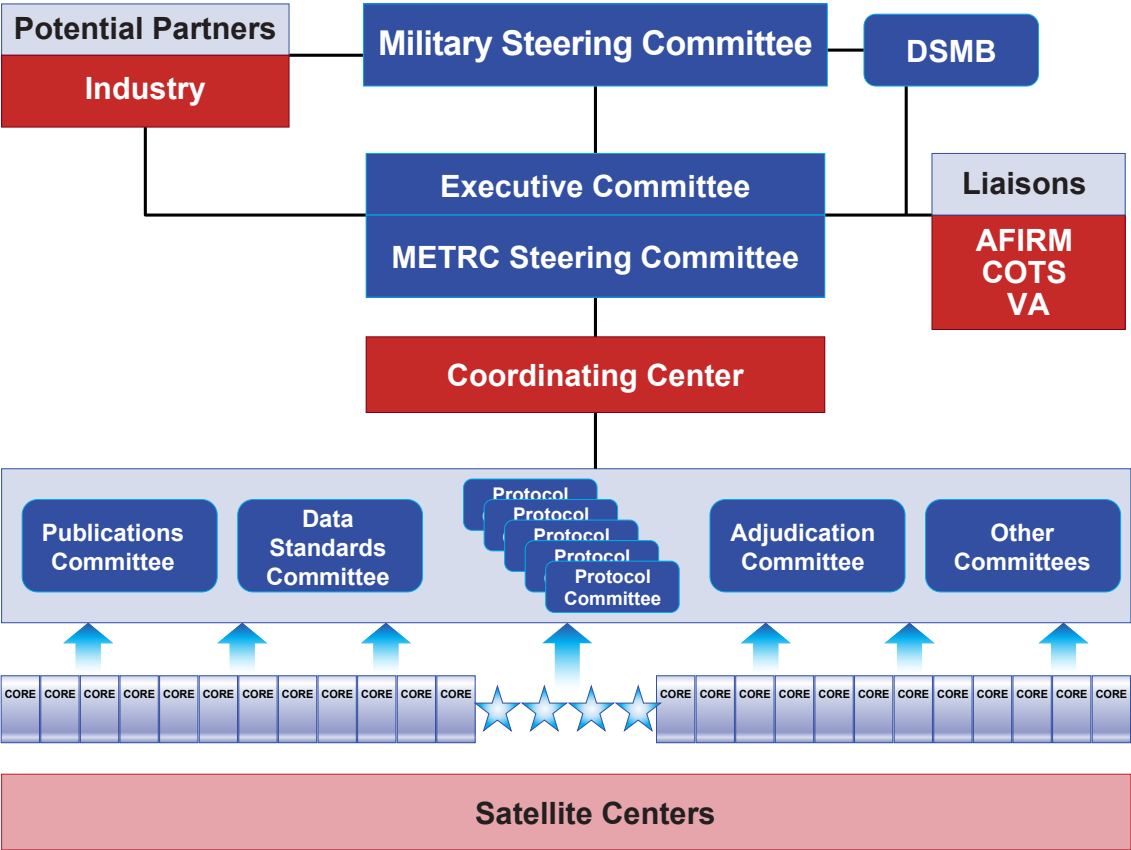 Potential Partners
Industry
Military Steering Committee
DSMB
Executive Committee
METRC Steering Committee
Liaisons
AFIRM
COTS
VA
Coordinating Center
Publications
Committee
Data
Standards
Committee
Protocol
Protocol
Protocol
Protocol
Protocol
Committee
Adjudication
Committee
Other
Committees
CORE CORE CORE CORE CORE CORE CORE CORE CORE CORE CORE CORE CORE CORE CORE CORE CORE CORE CORE CORE CORE CORE CORE CORE
Satellite Centers